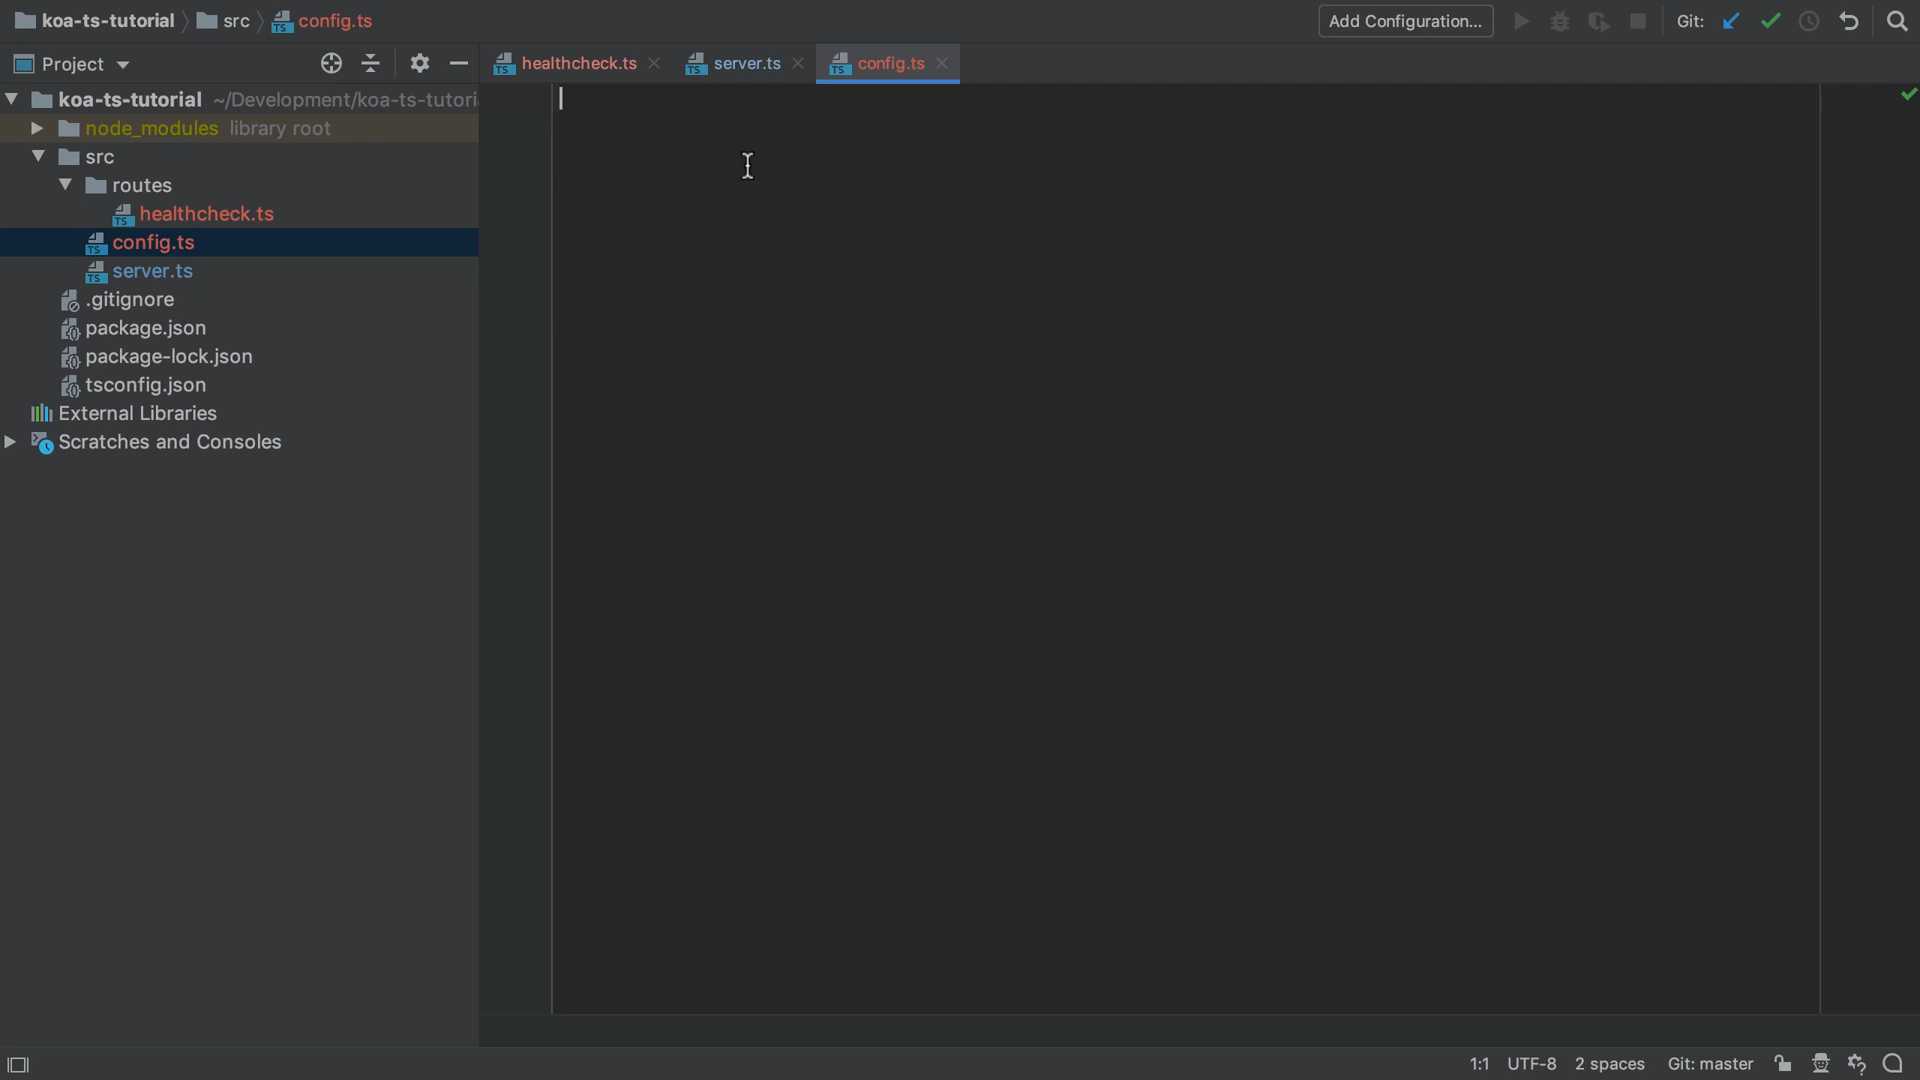 koa-ts-tutorial src config.ts Add Configuration... Git:
Project healthcheck.ts server.ts config.ts
koa-ts-tutorial ~/Development/koa-ts-tutori
node_modules library root
src
routes
healthcheck.ts
config.ts
server.ts
.gitignore
package.json
package-lock.json
tsconfig.json
External Libraries
Scratches and Consoles
1:1 UTF-8 2 spaces Git: master